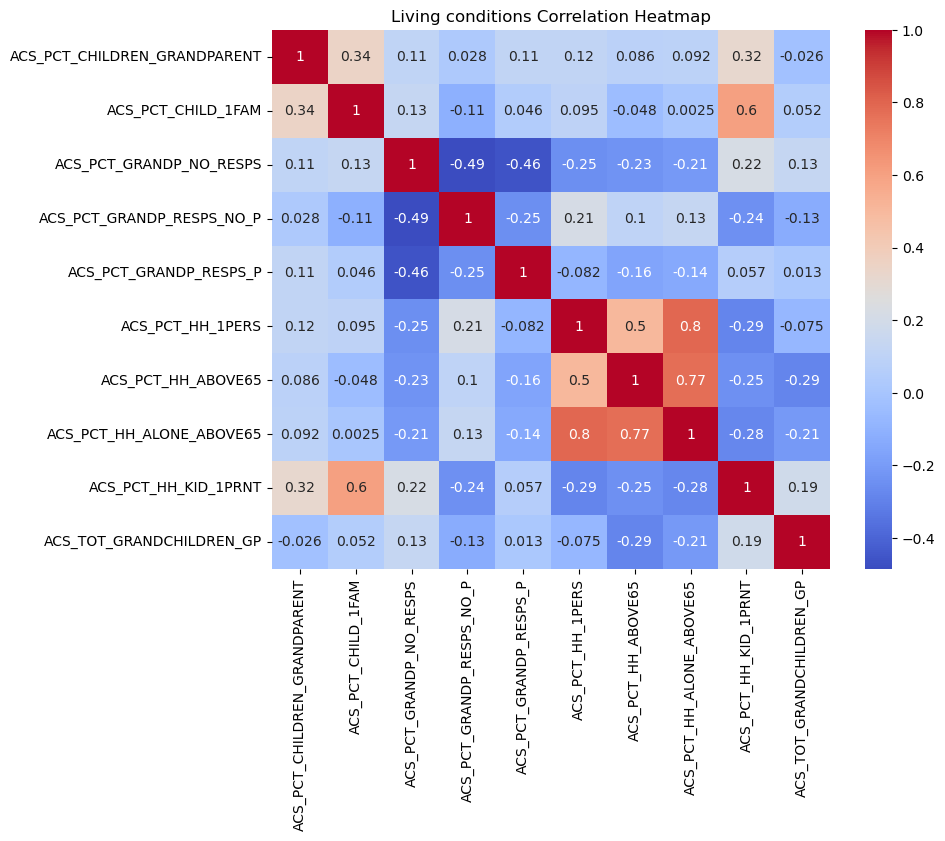 Living conditions Correlation Heatmap
ACS_PCT_CHILDREN_GRANDPARENT 1 0.34 0.11 0.028 0.11 0.12 0.086 0.092 0.32 -0.026
ACS_PCT_CHILD_1FAM 0.34 1 0.13 -0.11 0.046 0.095 -0.048 0.0025 0.6 0.052
ACS_PCT_GRANDP_NO_RESPS 0.11 0.13 1 -0.49 -0.46 -0.25 -0.23 -0.21 0.22 0.13
ACS_PCT_GRANDP_RESPS_NO_P 0.028 -0.11 -0.49 1 -0.25 0.21 0.1 0.13 -0.24 -0.13
ACS_PCT_GRANDP_RESPS_P 0.11 0.046 -0.46 -0.25 1 -0.082 -0.16 -0.14 0.057 0.013
ACS_PCT_HH_1PERS 0.12 0.095 -0.25 0.21 -0.082 1 0.5 0.8 -0.29 -0.075
ACS_PCT_HH_ABOVE65 0.086 -0.048 -0.23 0.1 -0.16 0.5 1 0.77 -0.25 -0.29
ACS_PCT_HH_ALONE_ABOVE65 0.092 0.0025 -0.21 0.13 -0.14 0.8 0.77 1 -0.28 -0.21
ACS_PCT_HH_KID_1PRNT 0.32 0.6 0.22 -0.24 0.057 -0.29 -0.25 -0.28 1 0.19
ACS_TOT_GRANDCHILDREN_GP -0.026 0.052 0.13 -0.13 0.013 -0.075 -0.29 -0.21 0.19 1
ACS_PCT_CHILDREN_GRANDPARENT
ACS_PCT_CHILD_1FAM
ACS_PCT_GRANDP_NO_RESPS
ACS_PCT_GRANDP_RESPS_NO_P
ACS_PCT_GRANDP_RESPS_P
ACS_PCT_HH_1PERS
ACS_PCT_HH_ABOVE65
ACS_PCT_HH_ALONE_ABOVE65
ACS_PCT_HH_KID_1PRNT
ACS_TOT_GRANDCHILDREN_GP
1.0
0.8
0.6
0.4
0.2
0.0
−0.2
−0.4